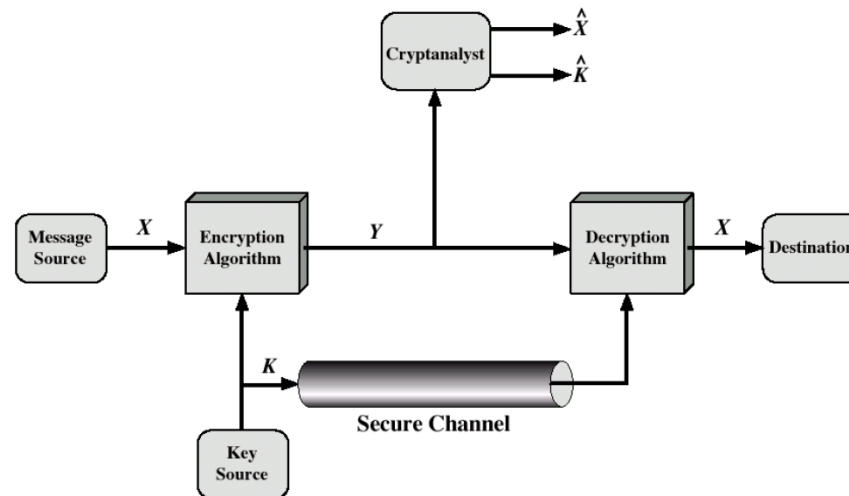 X̂
Cryptanalyst
K̂
Message
Source
X
Encryption
Algorithm
Y
Decryption
Algorithm
X
Destination
K
Secure Channel
Key
Source